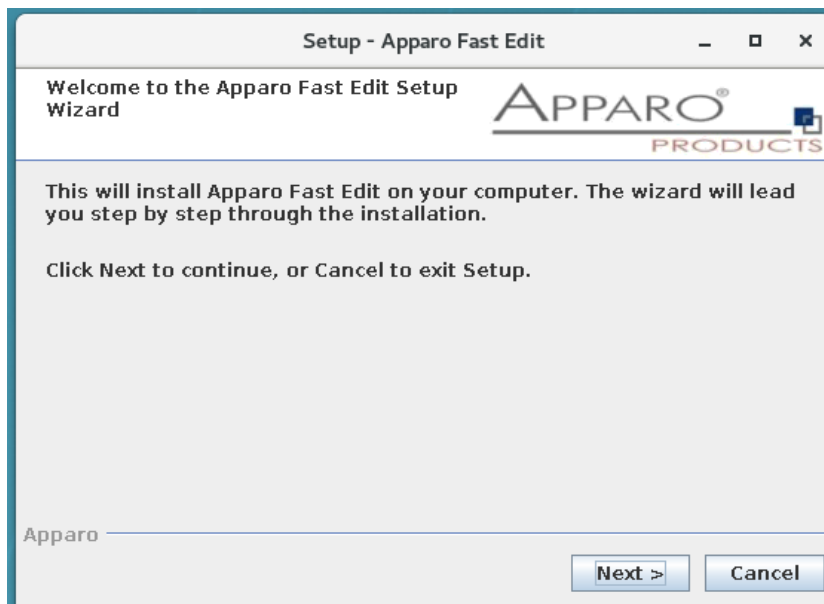 Setup - Apparo Fast Edit
Welcome to the Apparo Fast Edit Setup
Wizard
APPARO®
PRODUCTS
This will install Apparo Fast Edit on your computer. The wizard will lead
you step by step through the installation.
Click Next to continue, or Cancel to exit Setup.
Apparo
Next >
Cancel